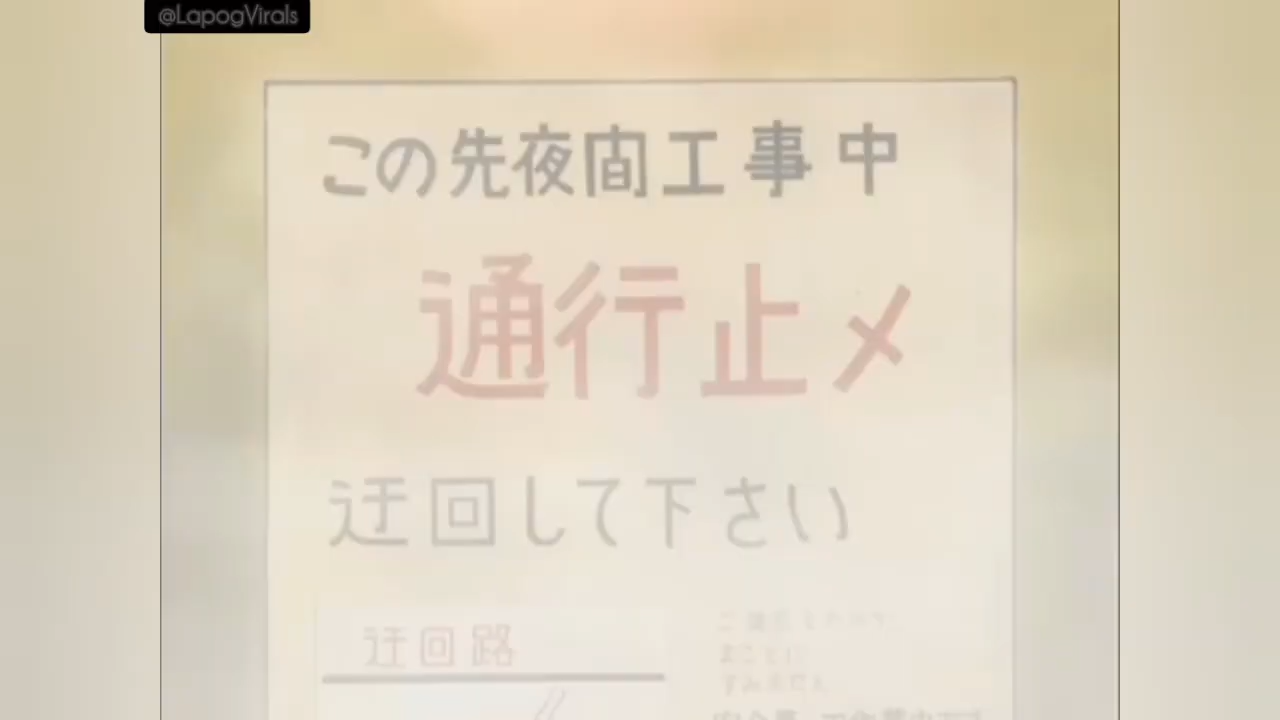 @LapogVirals
この先夜間工事中
通行止メ
迂回して下さい
迂回路